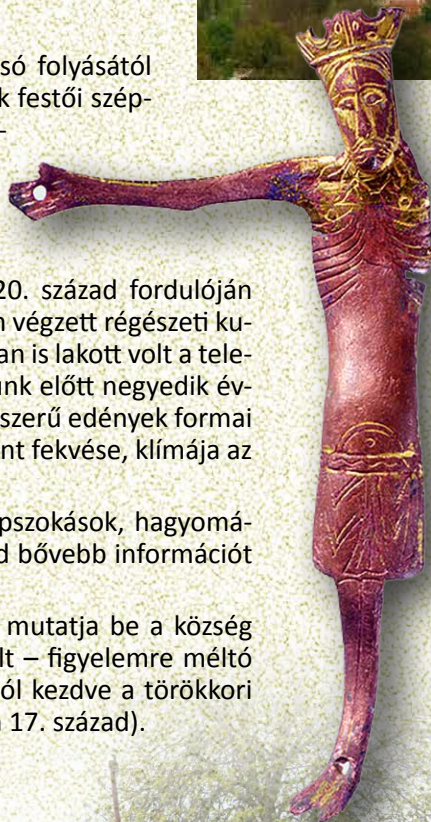 só folyásától
k festői szép-
-
20. század fordulóján
n végzett régészeti ku-
an is lakott volt a tele-
unk előtt negyedik év-
szerű edények formai
nt fekvése, klímája az
pszokások, hagyomá-
d bővebb információt
mutatja be a község
lt – figyelemre méltó
ól kezdve a törökkori
a 17. század).